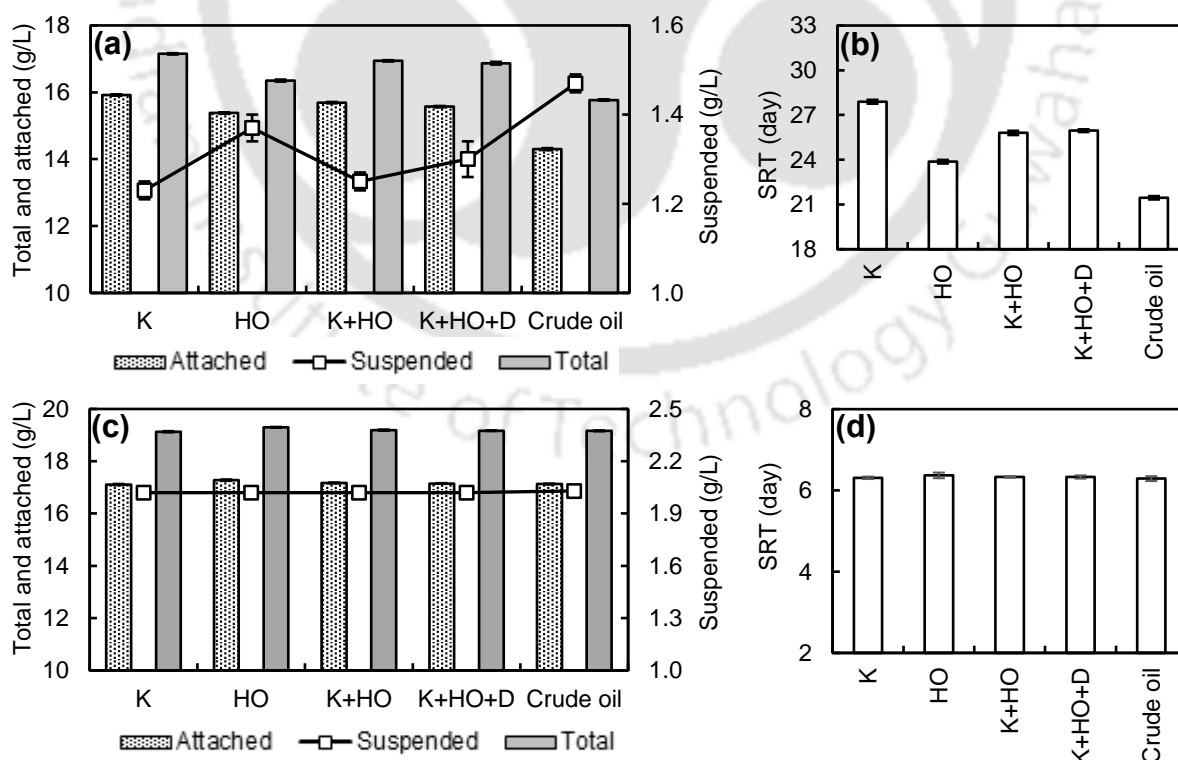 (a)
Total and attached (g/L)
18
16
14
12
10
Suspended (g/L)
1.6
1.4
1.2
1.0
K HO K+HO K+HO+D Crude oil
Attached Suspended Total
(b)
SRT (day)
33
30
27
24
21
18
K
HO
K+HO
K+HO+D
Crude oil
(c)
Total and attached (g/L)
20
18
16
14
12
10
Suspended (g/L)
2.5
2.2
1.9
1.6
1.3
1.0
K HO K+HO K+HO+D Crude oil
Attached Suspended Total
(d)
SRT (day)
8
6
4
2
K
HO
K+HO
K+HO+D
Crude oil
of Technology